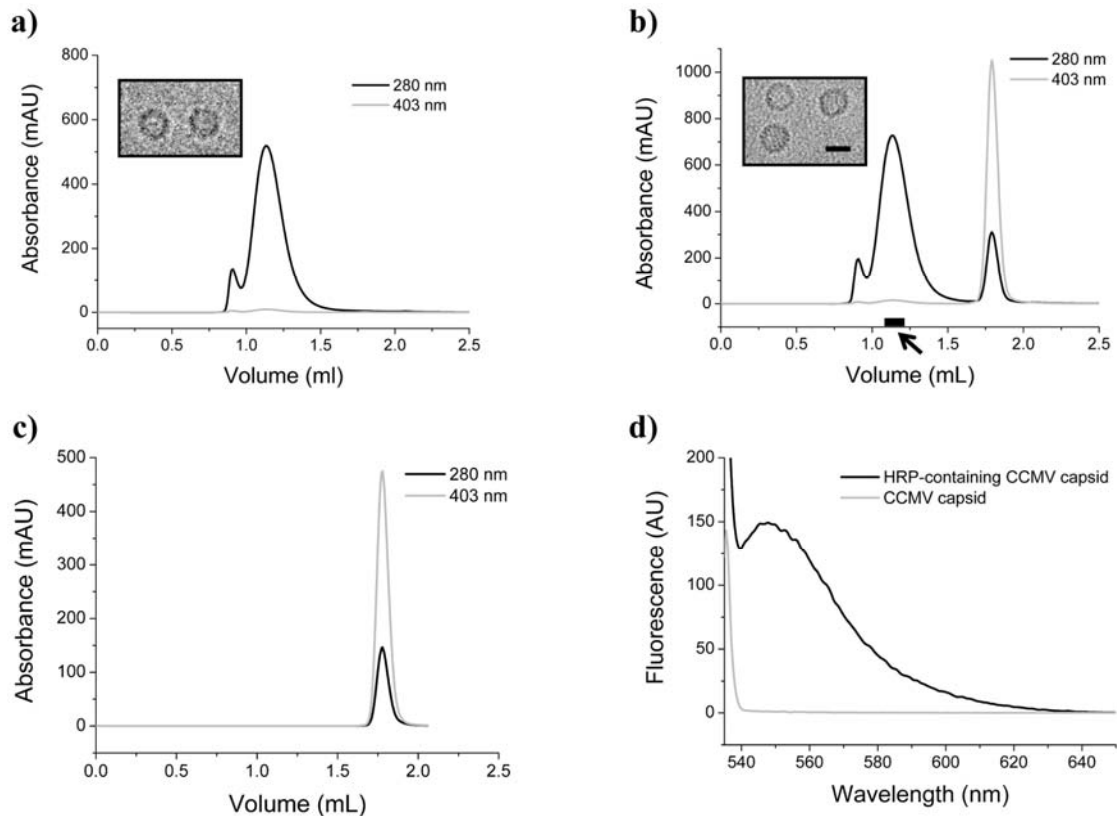 a)
800
600
400
200
0
Absorbance (mAU)
280 nm
403 nm
0.0 0.5 1.0 1.5 2.0 2.5
Volume (ml)
b)
1000
800
600
400
200
0
Absorbance (mAU)
280 nm
403 nm
0.0 0.5 1.0 1.5 2.0 2.5
Volume (mL)
c)
500
400
300
200
100
0
Absorbance (mAU)
280 nm
403 nm
0.0 0.5 1.0 1.5 2.0 2.5
Volume (mL)
d)
200
150
100
50
0
Fluorescence (AU)
HRP-containing CCMV capsid
CCMV capsid
540 560 580 600 620 640
Wavelength (nm)